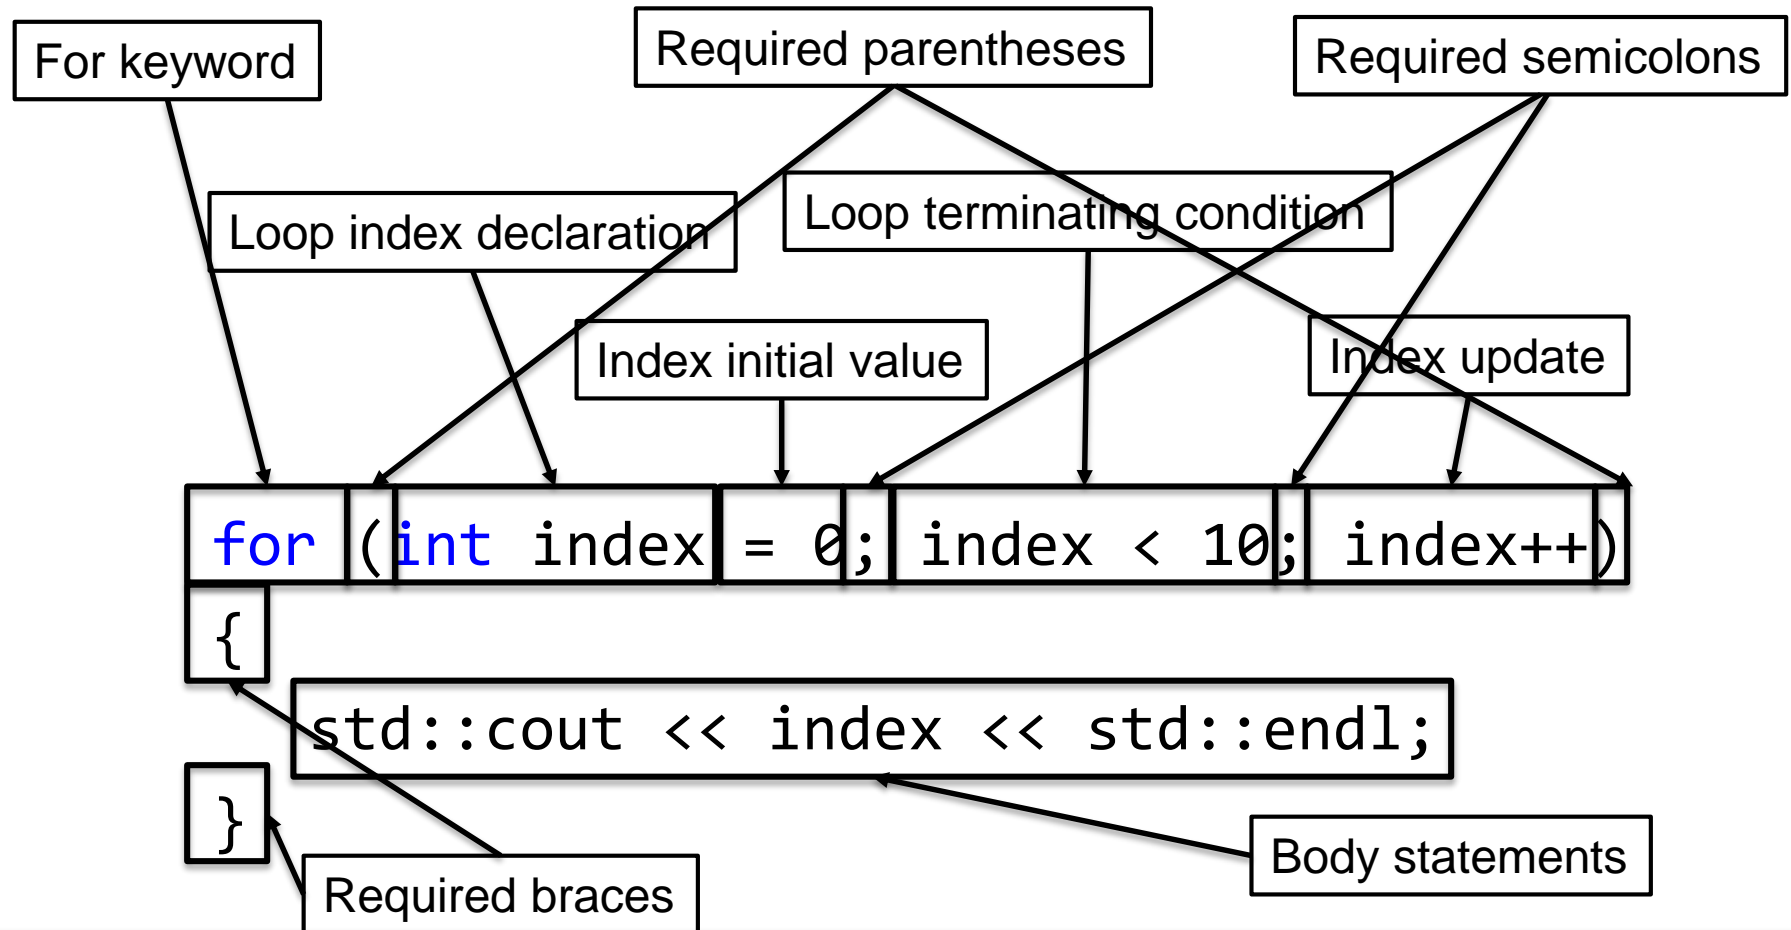 For keyword
Required parentheses
Required semicolons
Loop index declaration
Loop terminating condition
Index initial value
Index update
for (int index = 0; index < 10; index++)
{
std::cout << index << std::endl;
}
Body statements
Required braces